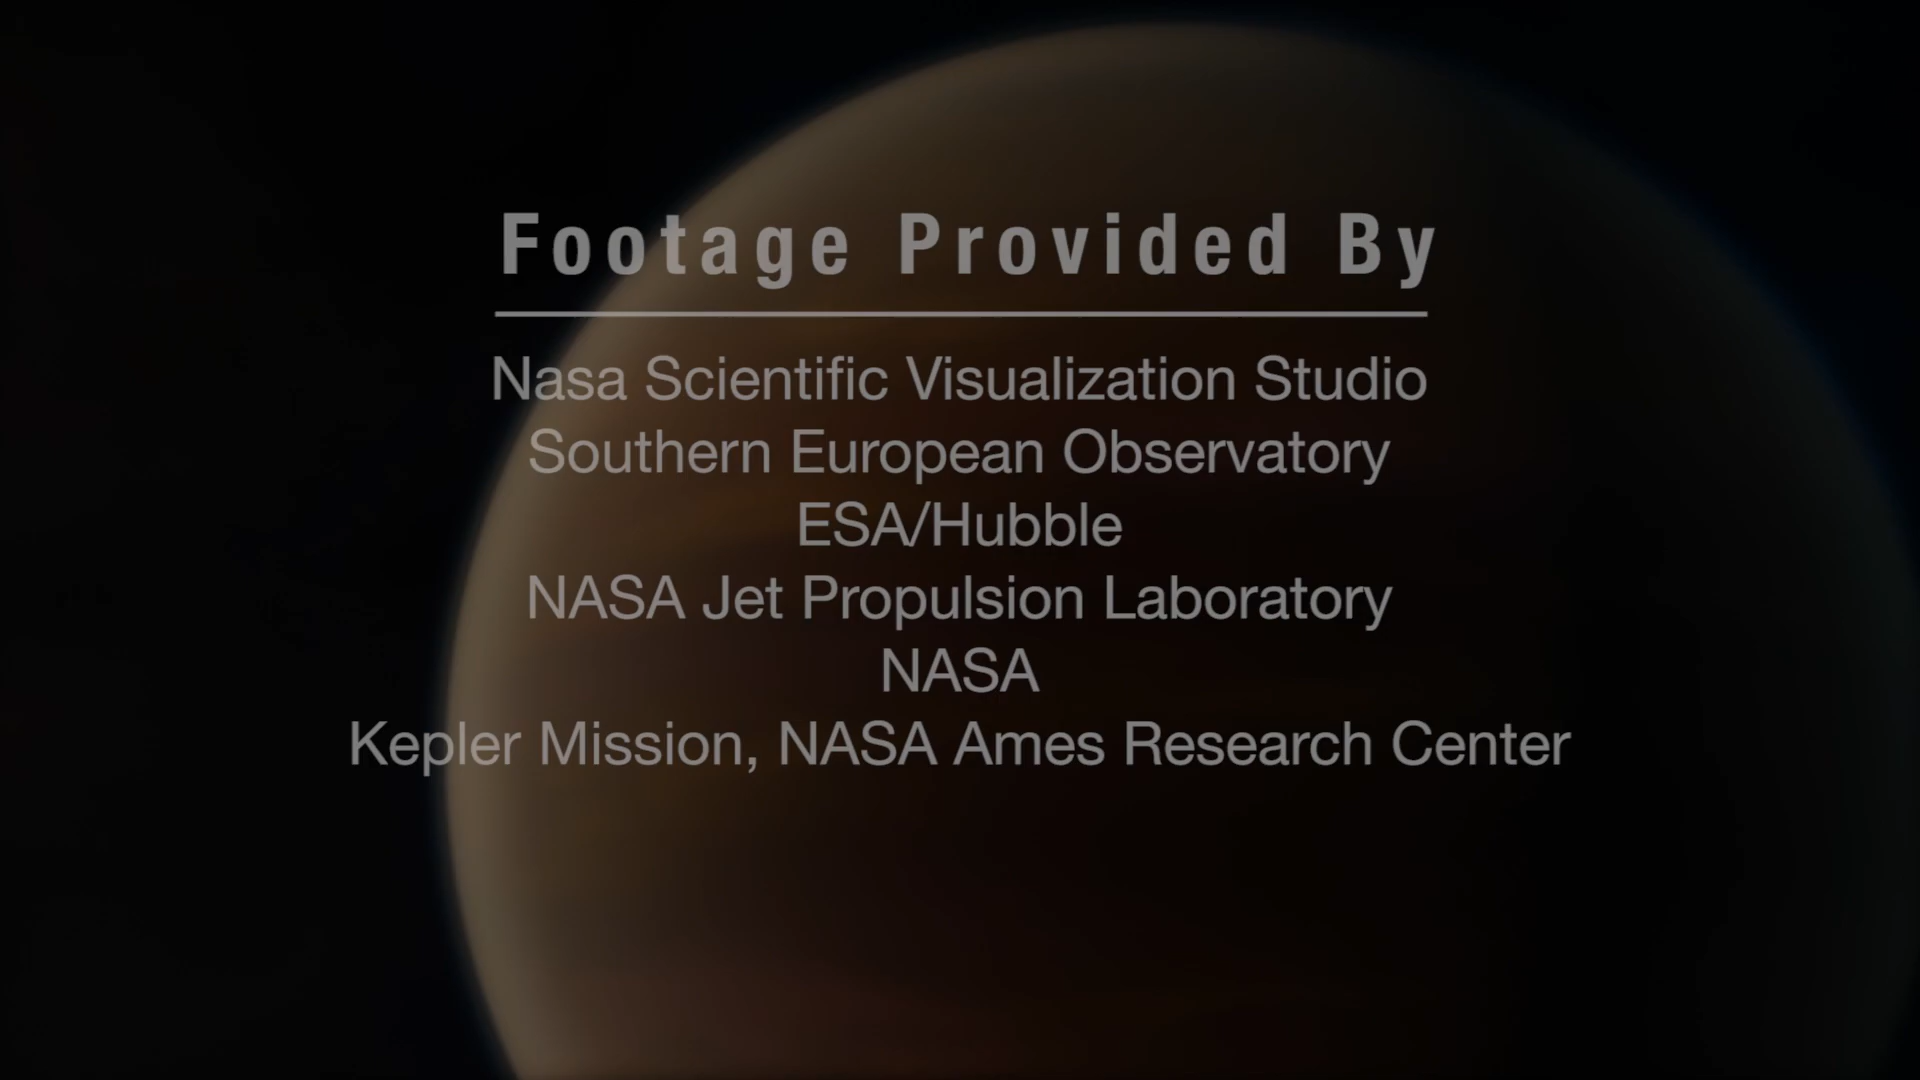 Footage Provided By
Nasa Scientific Visualization Studio
Southern European Observatory
ESA/Hubble
NASA Jet Propulsion Laboratory
NASA
Kepler Mission, NASA Ames Research Center